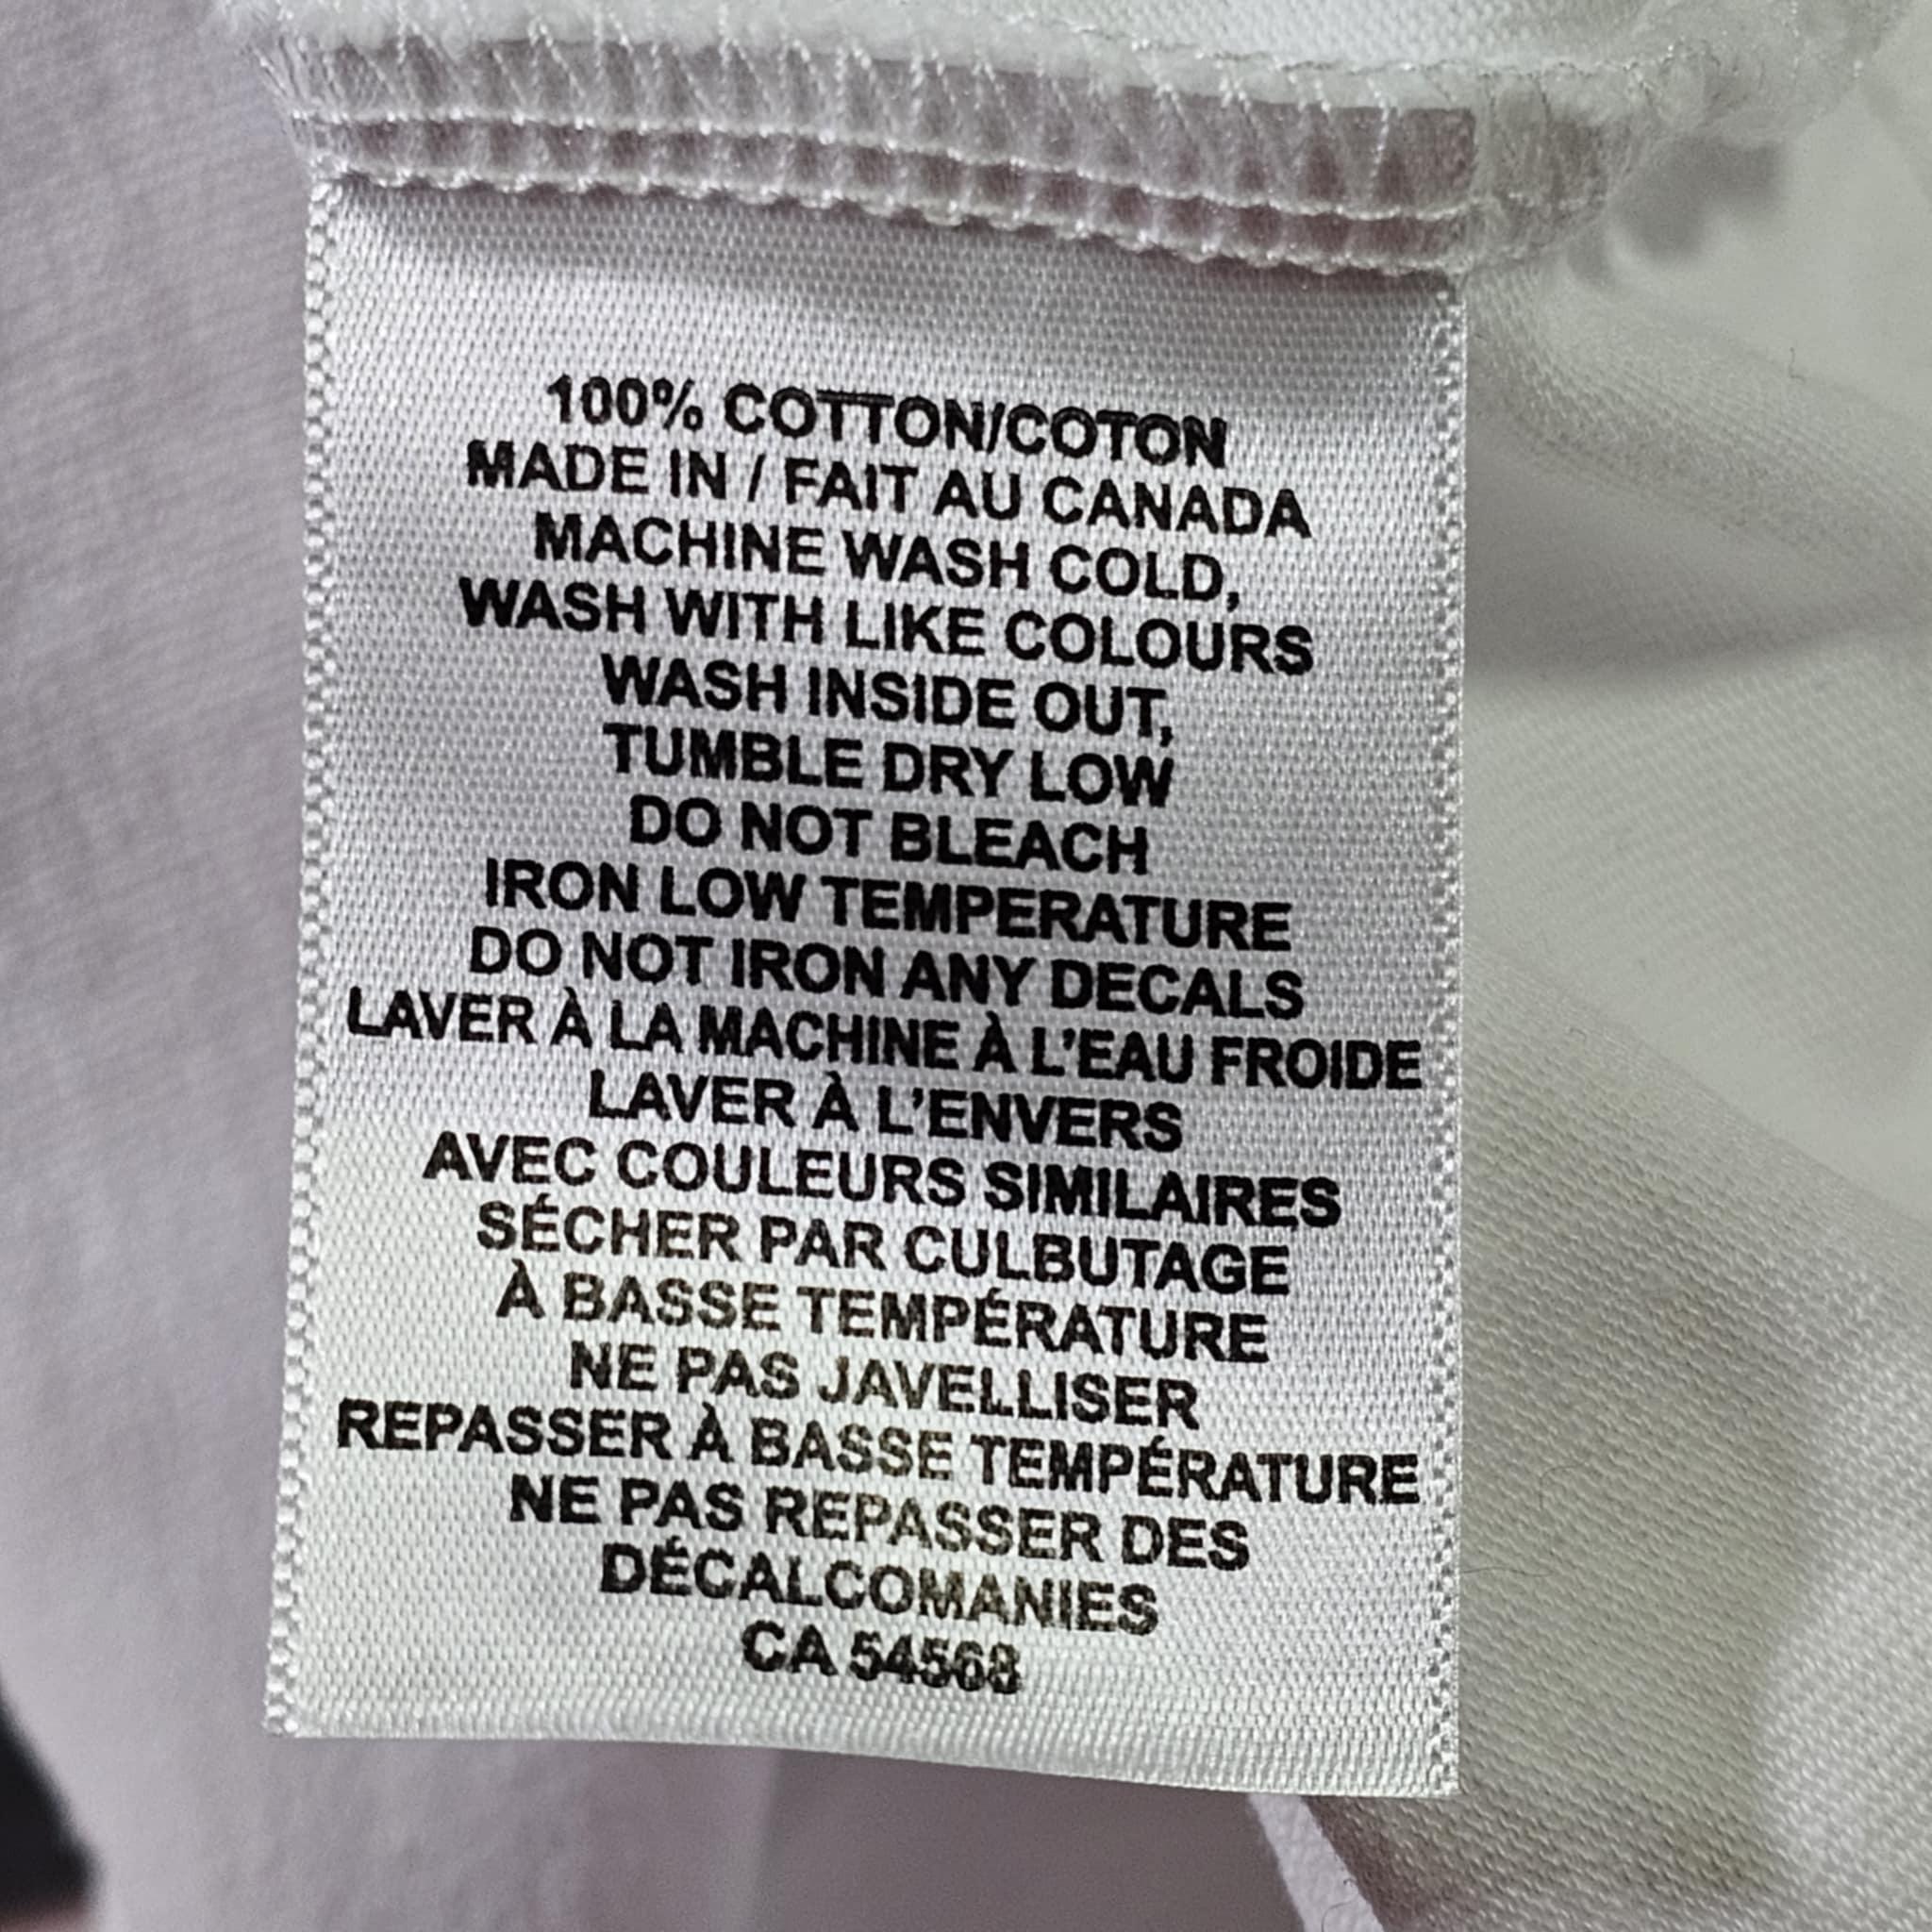 100% COTTON/COTON
MADE IN / FAIT AU CANADA
MACHINE WASH COLD,
WASH WITH LIKE COLOURS
WASH INSIDE OUT,
TUMBLE DRY LOW
DO NOT BLEACH
IRON LOW TEMPERATURE
DO NOT IRON ANY DECALS
LAVER À LA MACHINE À L'EAU FROIDE
LAVER À L'ENVERS
AVEC COULEURS SIMILAIRES
SÉCHER PAR CULBUTAGE
À BASSE TEMPÉRATURE
NE PAS JAVELLISER
REPASSER À BASSE TEMPÉRATURE
NE PAS REPASSER DES
DÉCALCOMANIES
CA 54568